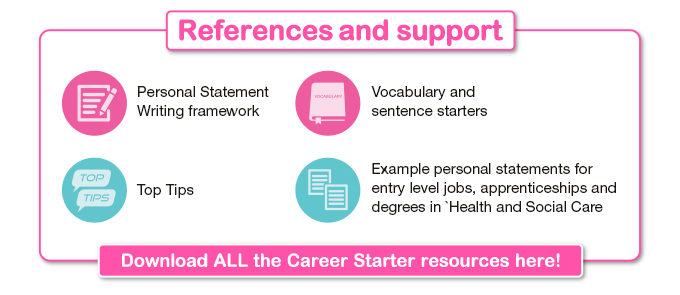 References and support
Personal Statement
Writing framework
VOCABULARY
Vocabulary and
sentence starters
TOP
TIPS
Top Tips
Example personal statements for
entry level jobs, apprenticeships and
degrees in `Health and Social Care
Download ALL the Career Starter resources here!